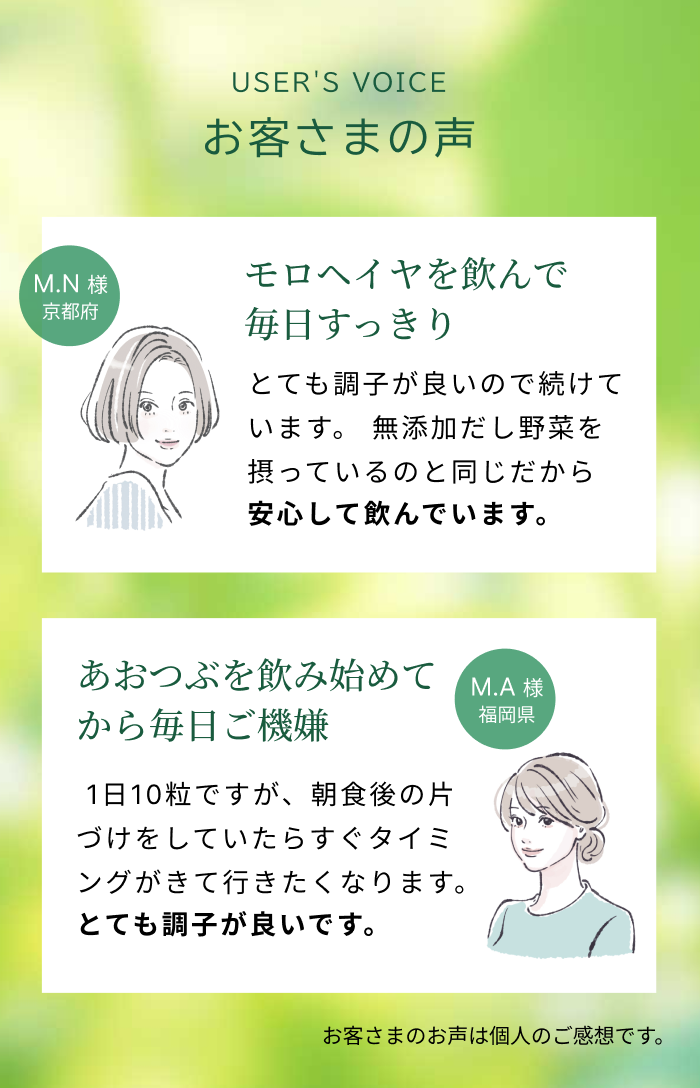 USER'S VOICE
お客さまの声
M.N 様
京都府
モロヘイヤを飲んで
毎日すっきり
とても調子が良いので続けて
います。 無添加だし野菜を
摂っているのと同じだから
安心して飲んでいます。
あおつぶを飲み始めて
から毎日ご機嫌
M.A 様
福岡県
1日10粒ですが、朝食後の片
づけをしていたらすぐタイミ
ングがきて行きたくなります。
とても調子が良いです。
お客さまのお声は個人のご感想です。